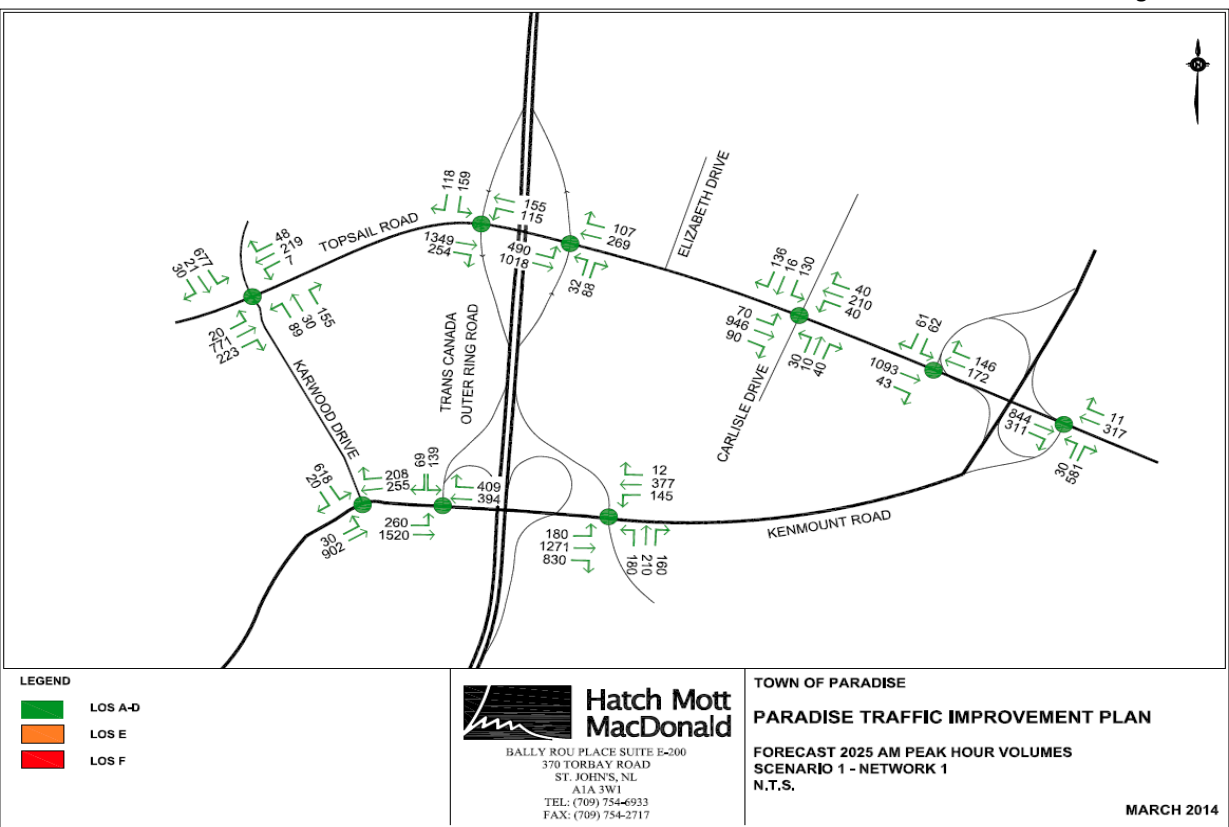 118
159
155
115
TOPSAIL ROAD
1349
254
490
1018
107
269
32
88
ELIZABETH DRIVE
48
219
7
677
21
30
20
771
223
89
30
155
136
16
130
40
210
40
70
946
90
30
10
40
CARLISLE DRIVE
61
62
146
172
1093
43
844
311
11
317
30
581
TRANS CANADA
OUTER RING ROAD
KARWOOD DRIVE
618
20
208
255
30
902
69
139
409
394
260
1520
12
377
145
180
1271
830
180
210
160
KENMOUNT ROAD
N
LEGEND
LOS A-D
LOS E
LOS F
Hatch Mott
MacDonald
BALLY ROU PLACE SUITE E-200
370 TORBAY ROAD
ST. JOHN'S, NL
A1A 3W1
TEL: (709) 754-6933
FAX: (709) 754-2717
TOWN OF PARADISE
PARADISE TRAFFIC IMPROVEMENT PLAN
FORECAST 2025 AM PEAK HOUR VOLUMES
SCENARIO 1 - NETWORK 1
N.T.S.
MARCH 2014